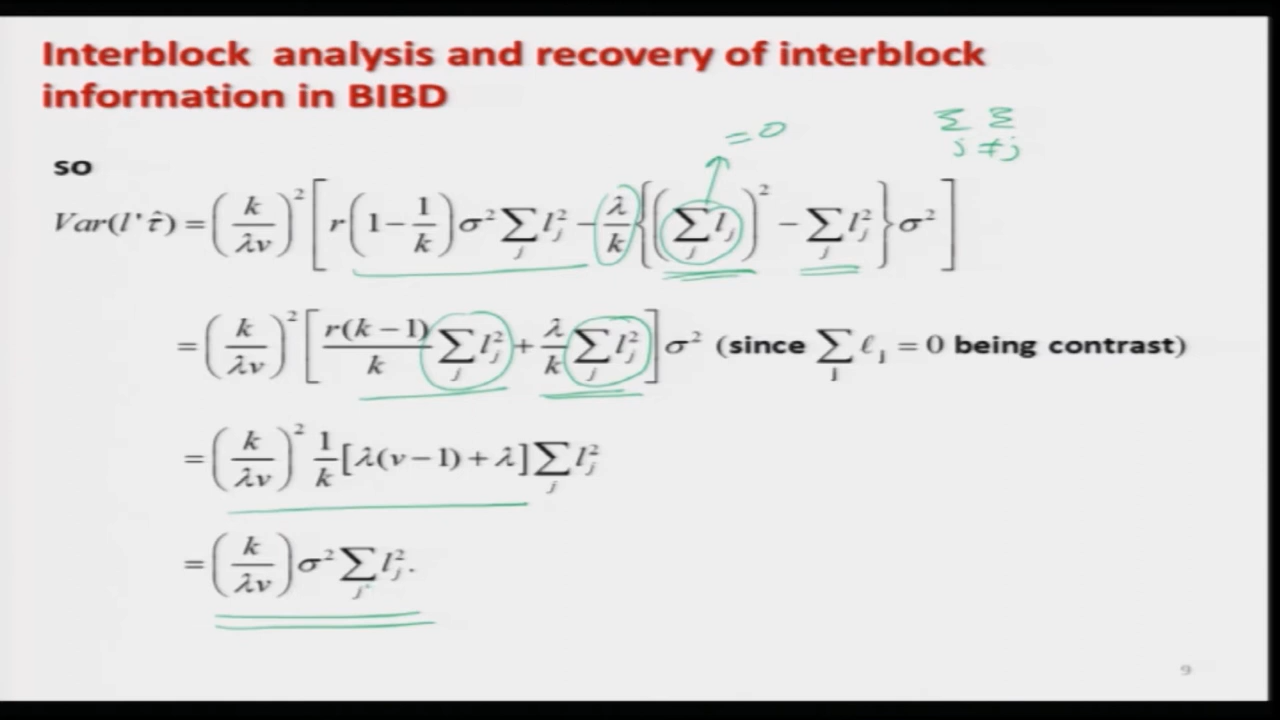 Interblock analysis and recovery of interblock
information in BIBD
= 0
Σ Σ
j ≠ j
so
Var(l'τ̂) = (k/λv)² [ r(1 − 1/k)σ² Σ_j l_j² − λ/k {(Σ_j l_j)² − Σ_j l_j²}σ² ]
= (k/λv)² [ r(k − 1)/k Σ_j l_j² + λ/k Σ_j l_j² ] σ² (since Σ_j ℓ_j = 0 being contrast)
= (k/λv)² 1/k [λ(v − 1) + λ] Σ_j l_j²
= (k/λv) σ² Σ_j l_j².
9